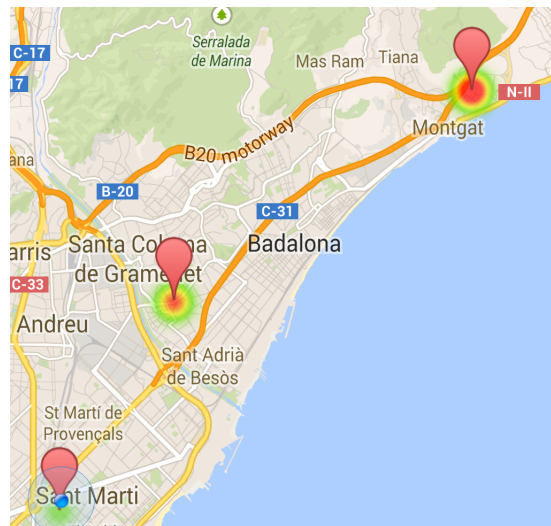 C-17
17
Serralada
de Marina
Mas Ram
Tiana
N-II
Montgat
ana
B20 motorway
B-20
C-31
arris
Santa Coloma
de Gramenet
Badalona
C-33
Andreu
Sant Adrià
de Besòs
St Martí de
Provençals
Sant Martí